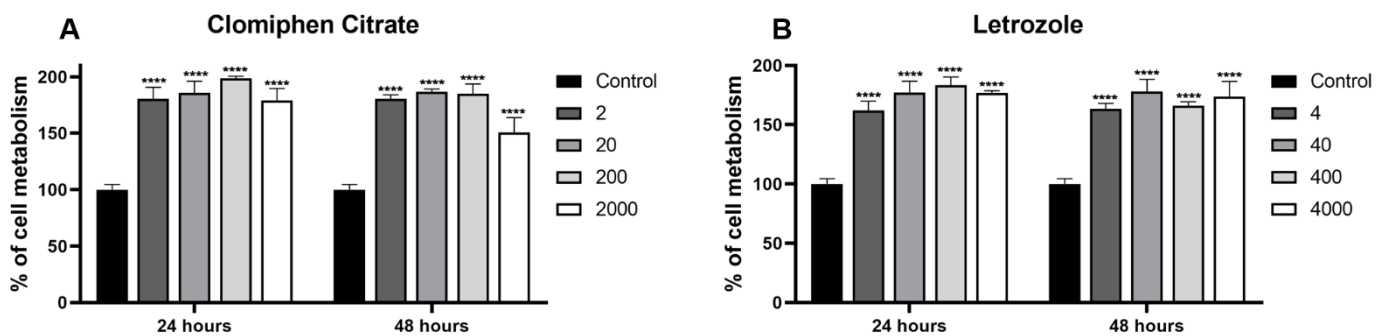 A
Clomiphen Citrate
% of cell metabolism
200
150
100
50
0
**** **** **** ****
**** **** **** ****
24 hours
48 hours
Control
2
20
200
2000
B
Letrozole
% of cell metabolism
200
150
100
50
0
**** **** **** ****
**** **** **** ****
24 hours
48 hours
Control
4
40
400
4000